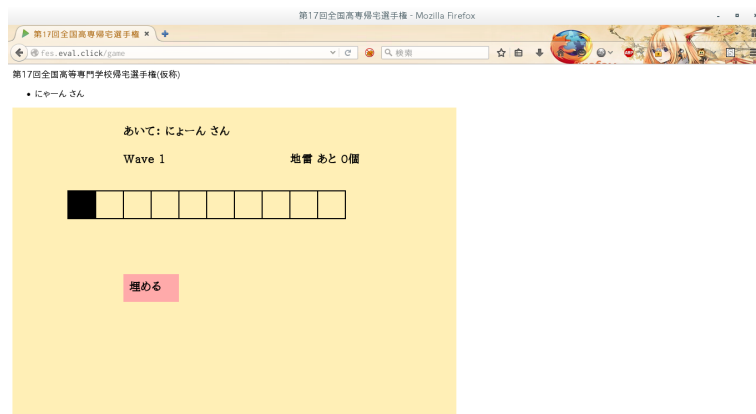 第17回全国高専帰宅選手権 - Mozilla Firefox
第17回全国高専帰宅選手権
fea.eval.click/game
検索
第17回全国高等専門学校帰宅選手権(仮称)
• にゃーん さん
あいて: にょーん さん
Wave 1 地雷 あと 0個
埋める